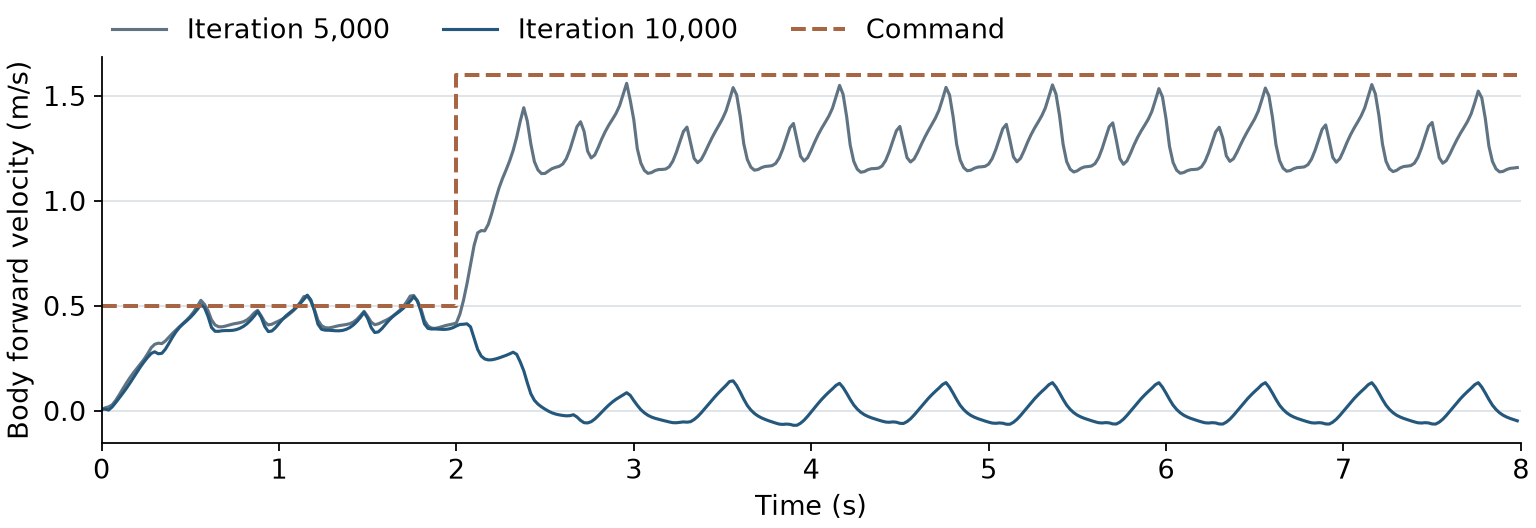 Iteration 5,000 Iteration 10,000 Command
Body forward velocity (m/s)
1.5
1.0
0.5
0.0
0 1 2 3 4 5 6 7 8
Time (s)